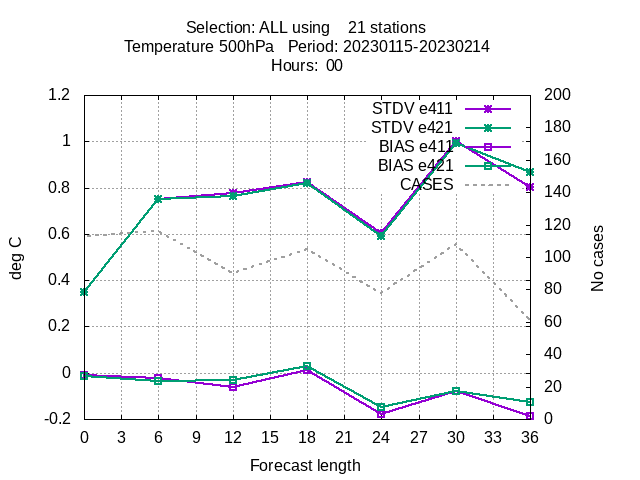 Selection: ALL using 21 stations
Temperature 500hPa Period: 20230115-20230214
Hours: 00
1.2
1
0.8
0.6
0.4
0.2
0
-0.2
deg C
STDV e411
STDV e421
BIAS e411
BIAS e421
CASES
200
180
160
140
120
100
80
60
40
20
0
No cases
0 3 6 9 12 15 18 21 24 27 30 33 36
Forecast length